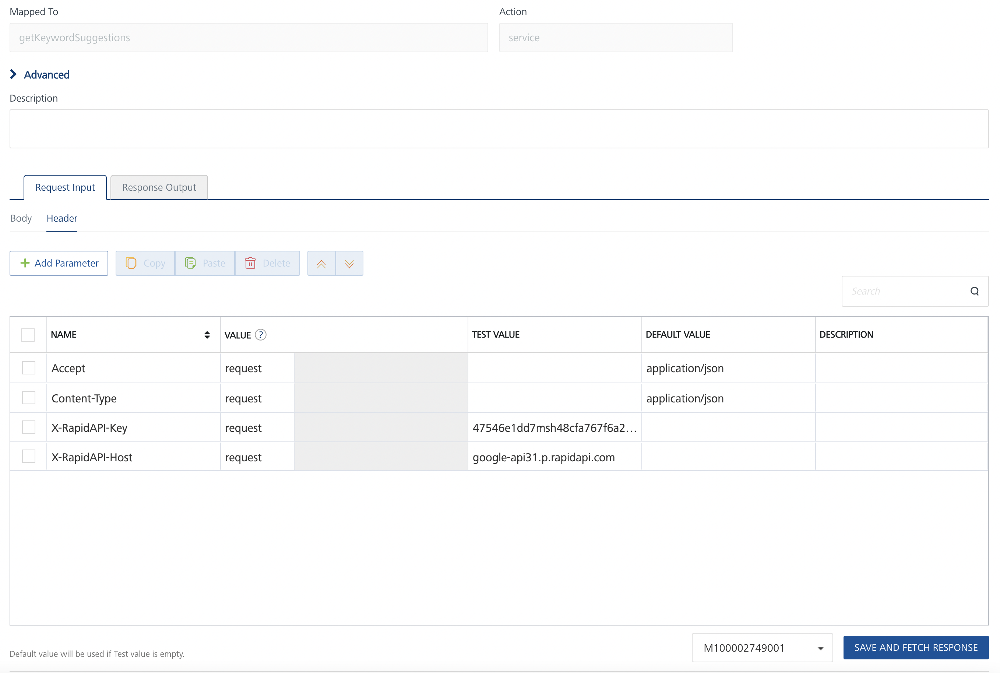 Mapped To
Action
getKeywordSuggestions
service
Advanced
Description
Request Input
Response Output
Body
Header
Add Parameter
Copy
Paste
Delete
Search
NAME
VALUE ?
TEST VALUE
DEFAULT VALUE
DESCRIPTION
Accept
request
application/json
Content-Type
request
application/json
X-RapidAPI-Key
request
47546e1dd7msh48cfa767f6a2...
X-RapidAPI-Host
request
google-api31.p.rapidapi.com
M100002749001
SAVE AND FETCH RESPONSE
Default value will be used if Test value is empty.